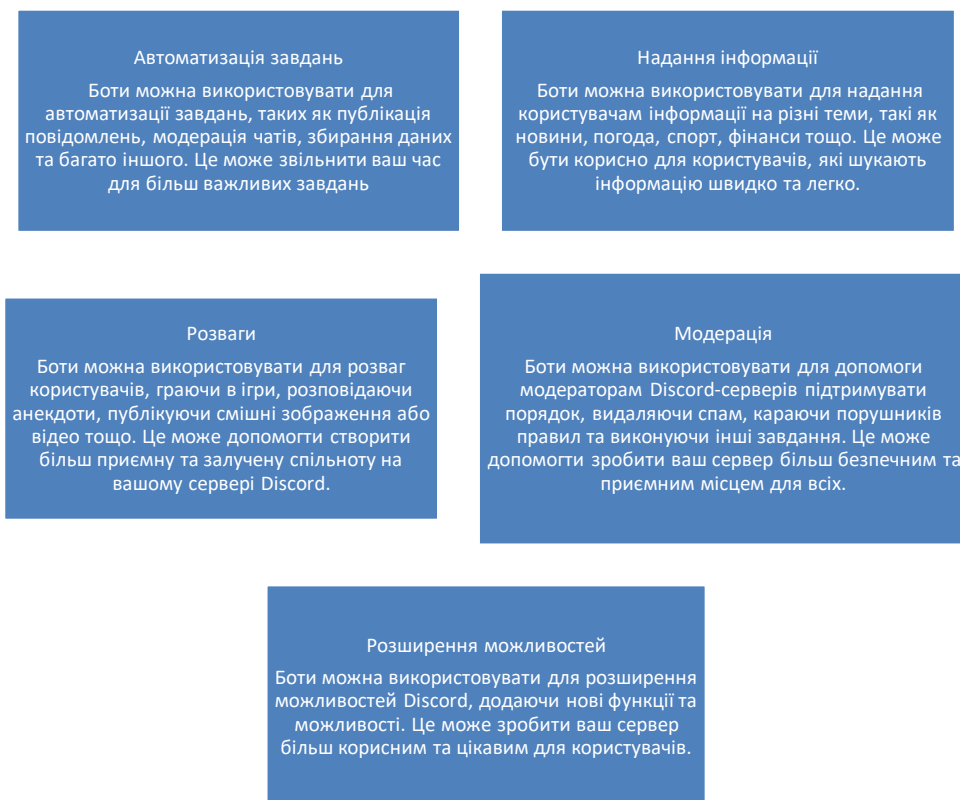 Автоматизація завдань
Боти можна використовувати для
автоматизації завдань, таких як публікація
повідомлень, модерація чатів, збирання даних
та багато іншого. Це може звільнити ваш час
для більш важливих завдань
Надання інформації
Боти можна використовувати для надання
користувачам інформації на різні теми, такі як
новини, погода, спорт, фінанси тощо. Це може
бути корисно для користувачів, які шукають
інформацію швидко та легко.
Розваги
Боти можна використовувати для розваг
користувачів, граючи в ігри, розповідаючи
анекдоти, публікуючи смішні зображення або
відео тощо. Це може допомогти створити
більш приємну та залучену спільноту на
вашому сервері Discord.
Модерація
Боти можна використовувати для допомоги
модераторам Discord-серверів підтримувати
порядок, видаляючи спам, караючи порушників
правил та виконуючи інші завдання. Це може
допомогти зробити ваш сервер більш безпечним та
приємним місцем для всіх.
Розширення можливостей
Боти можна використовувати для розширення
можливостей Discord, додаючи нові функції та
можливості. Це може зробити ваш сервер
більш корисним та цікавим для користувачів.